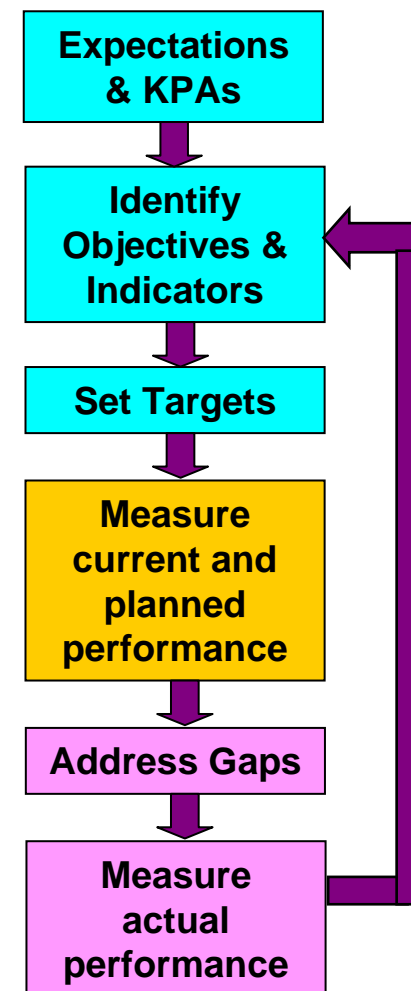 Expectations
& KPAs
Identify
Objectives &
Indicators
Set Targets
Measure
current and
planned
performance
Address Gaps
Measure
actual
performance